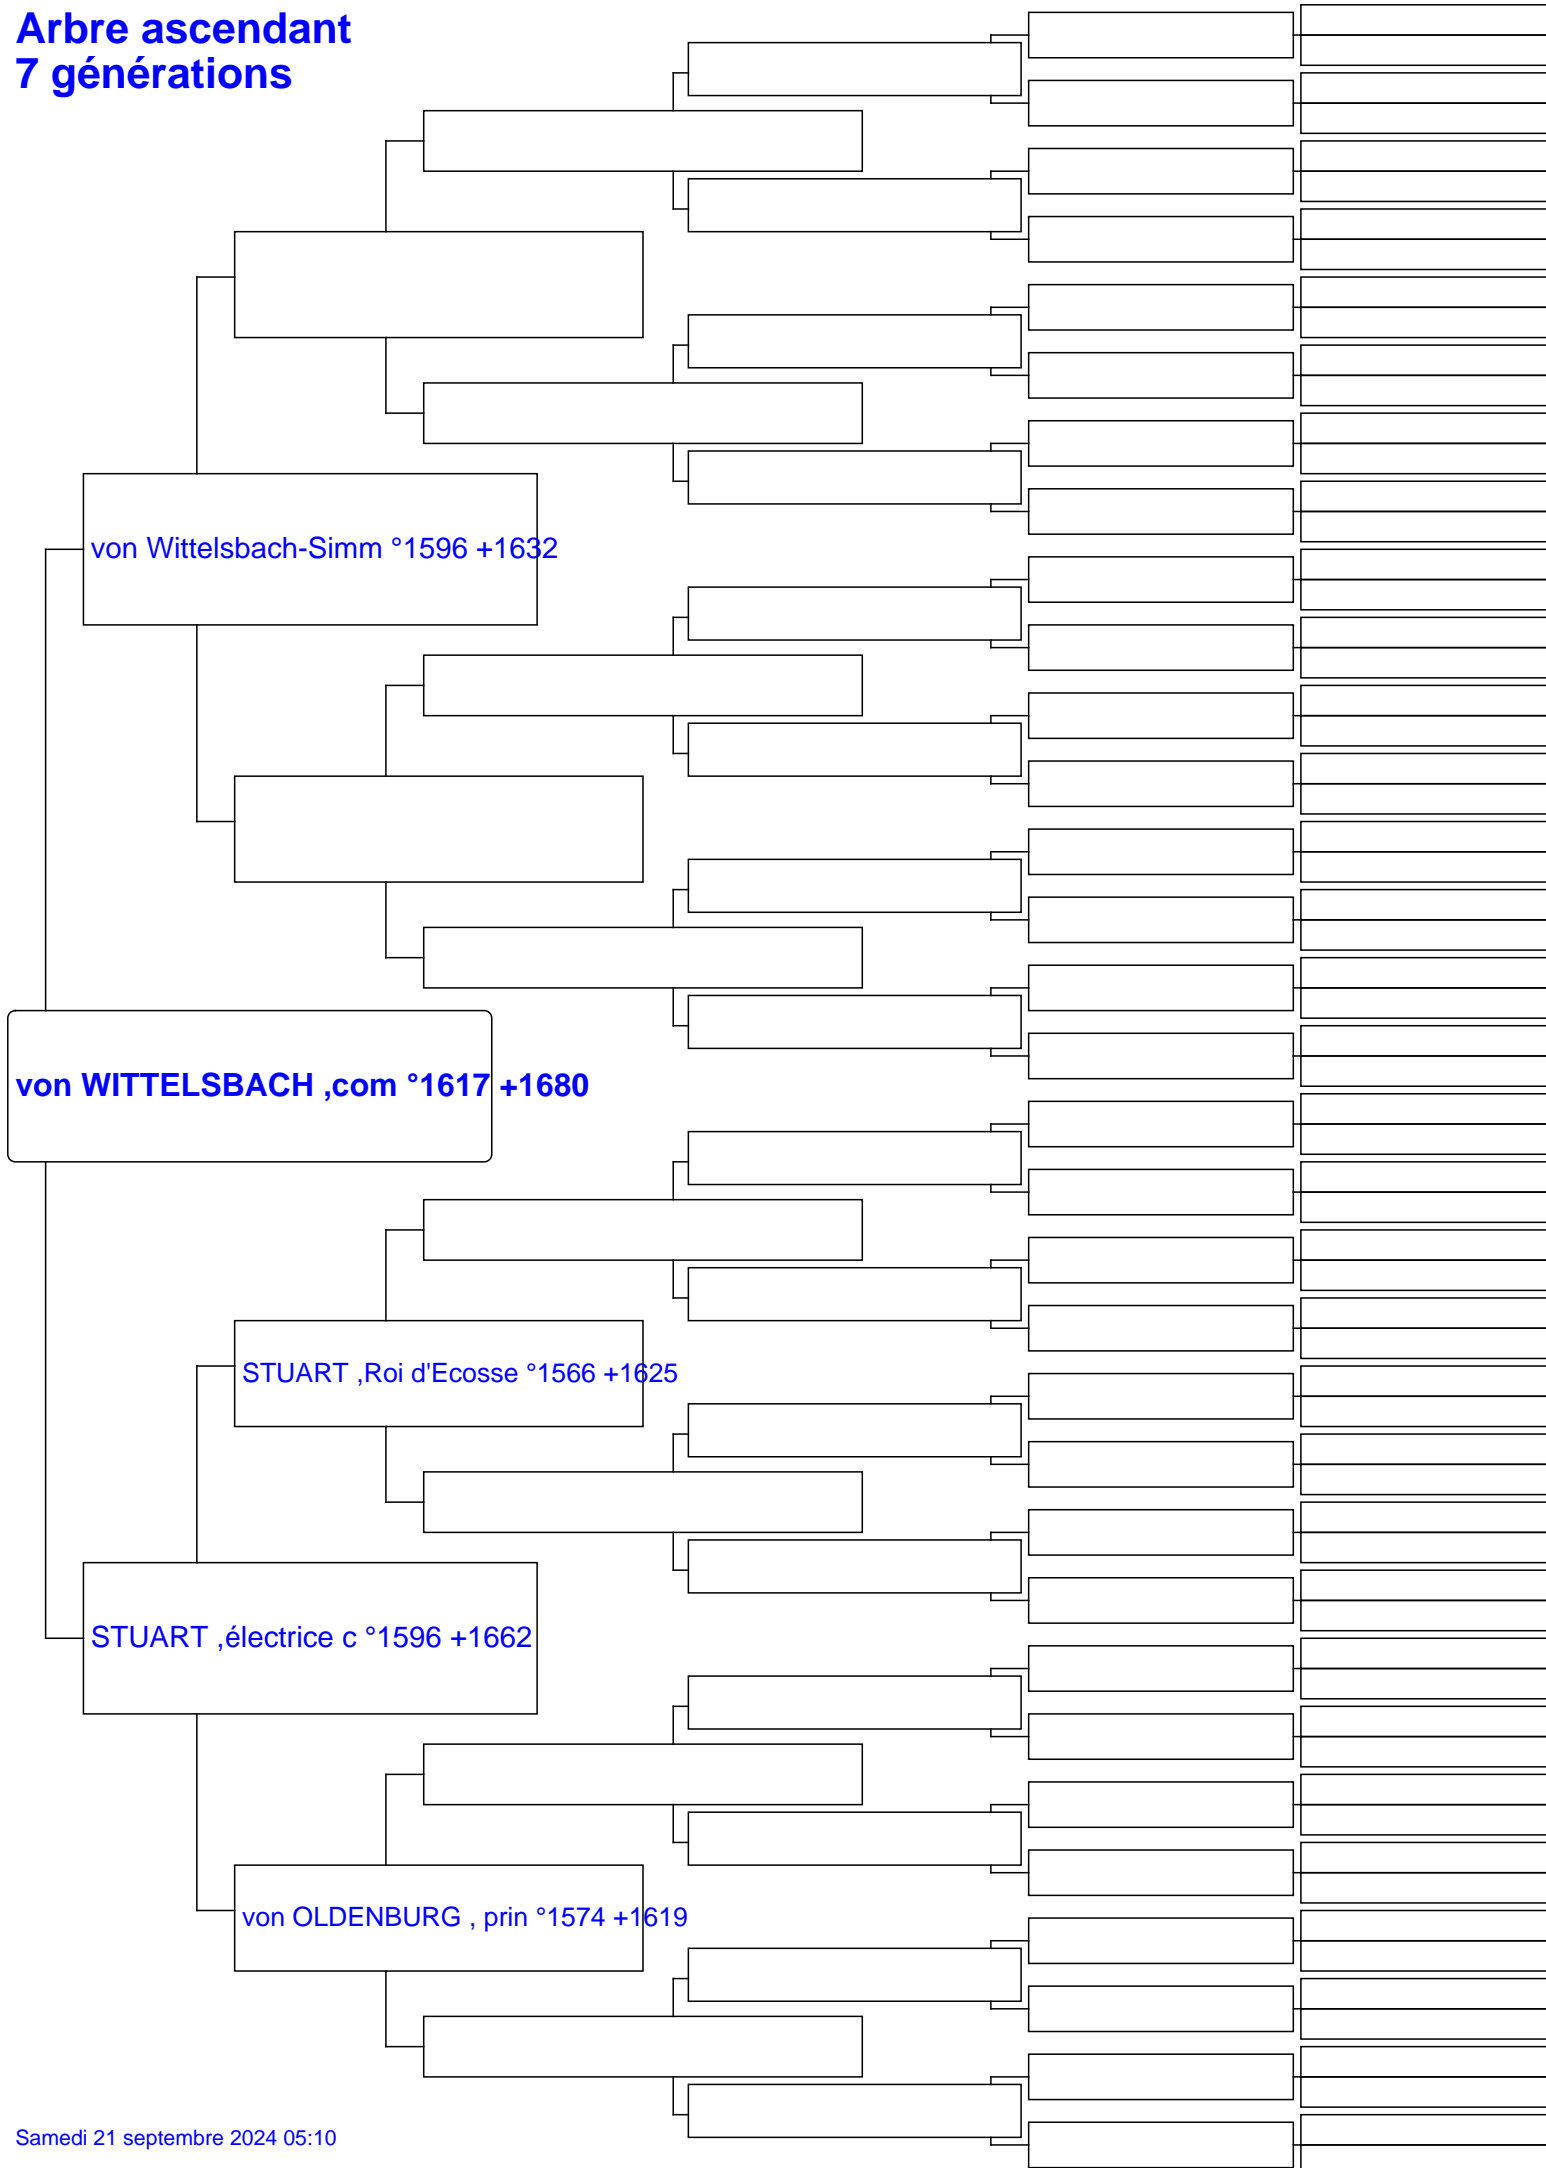 Arbre ascendant
7 générations
von Wittelsbach-Simm °1596 +1632
von WITTELSBACH ,com °1617 +1680
STUART ,Roi d'Ecosse °1566 +1625
STUART ,électrice c °1596 +1662
von OLDENBURG , prin °1574 +1619
Samedi 21 septembre 2024 05:10